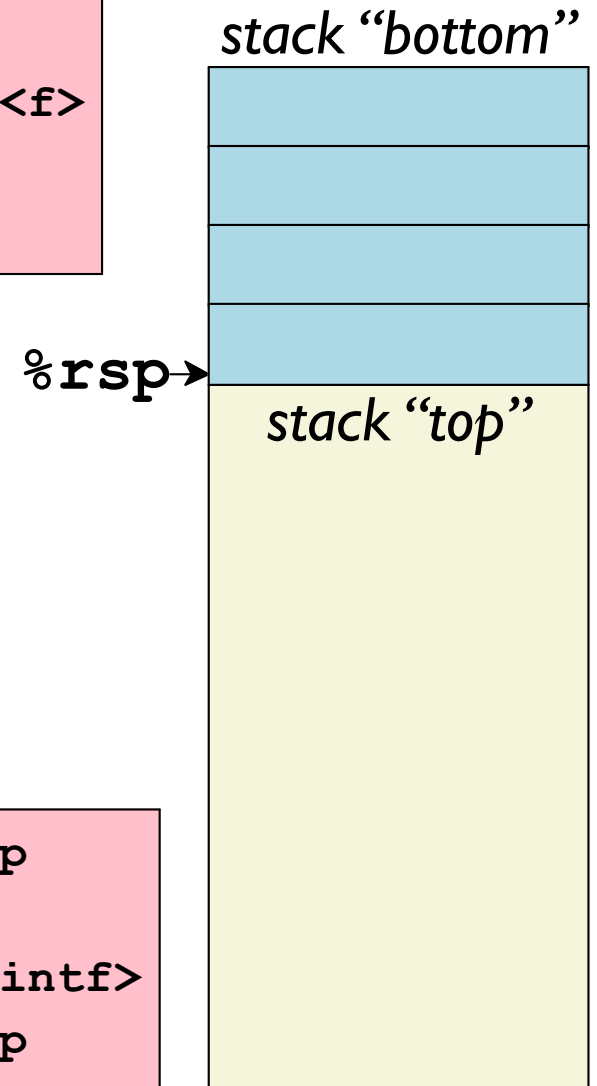 stack “bottom”
<f>
%rsp
stack “top”
p
intf>
p